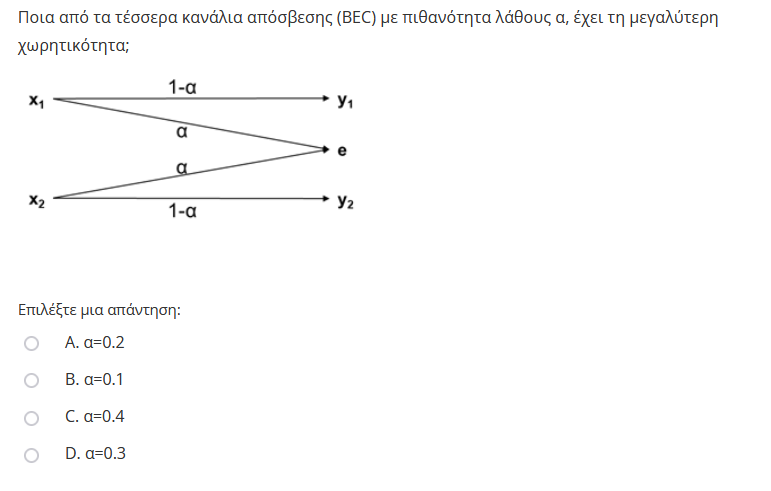 Ποια από τα τέσσερα κανάλια απόσβεσης (BEC) με πιθανότητα λάθους α, έχει τη μεγαλύτερη
χωρητικότητα;
1-α
x₁
y₁
α
e
α
x₂
y₂
1-α
Επιλέξτε μια απάντηση:
A. α=0.2
B. α=0.1
C. α=0.4
D. α=0.3